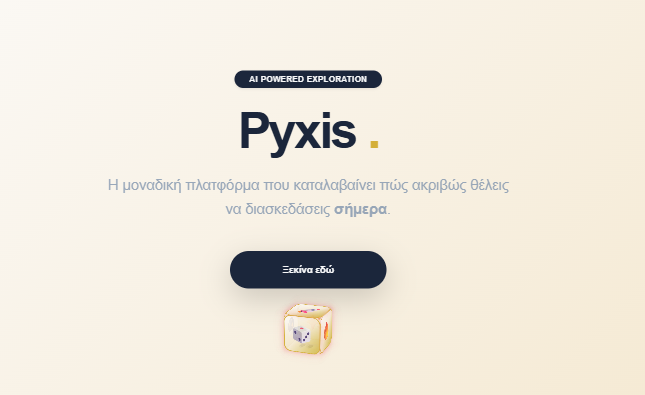 AI POWERED EXPLORATION
Pyxis .
Η μοναδική πλατφόρμα που καταλαβαίνει πώς ακριβώς θέλεις
να διασκεδάσεις σήμερα.
Ξεκίνα εδώ